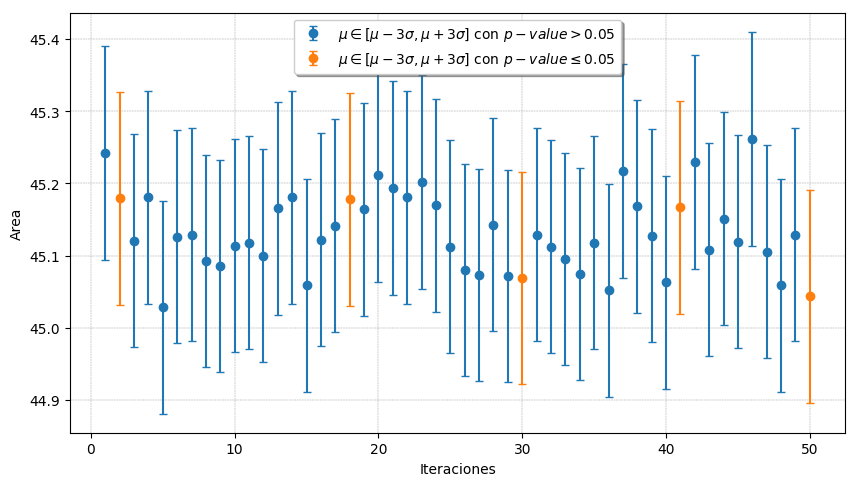 μ ∈ [μ − 3σ, μ + 3σ] con p − value > 0.05
μ ∈ [μ − 3σ, μ + 3σ] con p − value ≤ 0.05
45.4
45.3
45.2
45.1
45.0
44.9
Area
0 10 20 30 40 50
Iteraciones